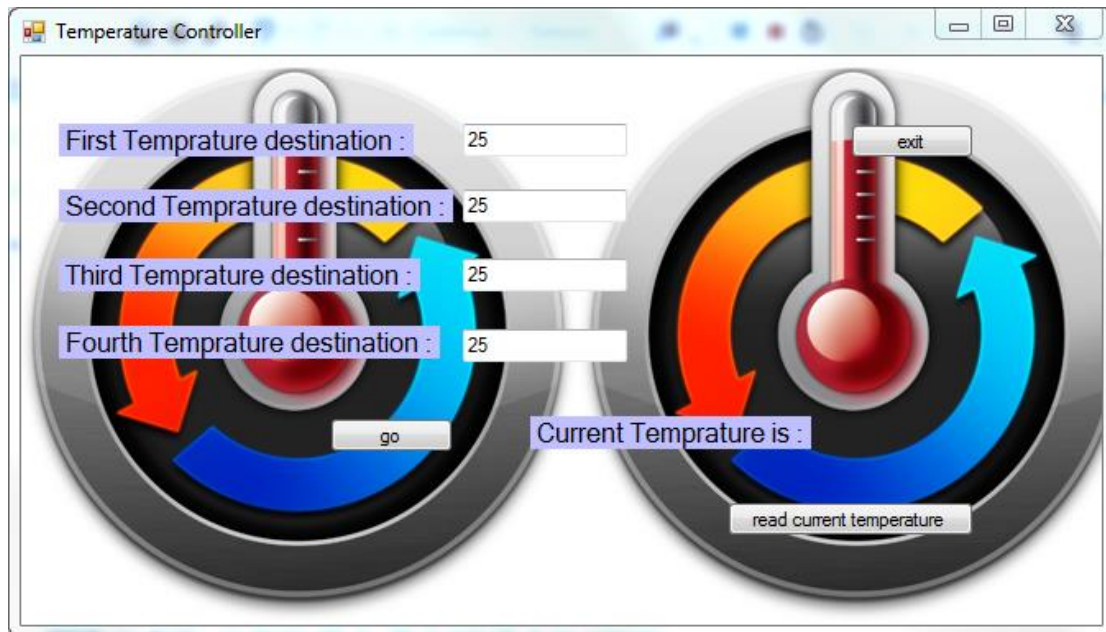 Temperature Controller
First Temprature destination : 25
exit
Second Temprature destination : 25
Third Temprature destination : 25
Fourth Temprature destination : 25
go
Current Temprature is :
read current temperature